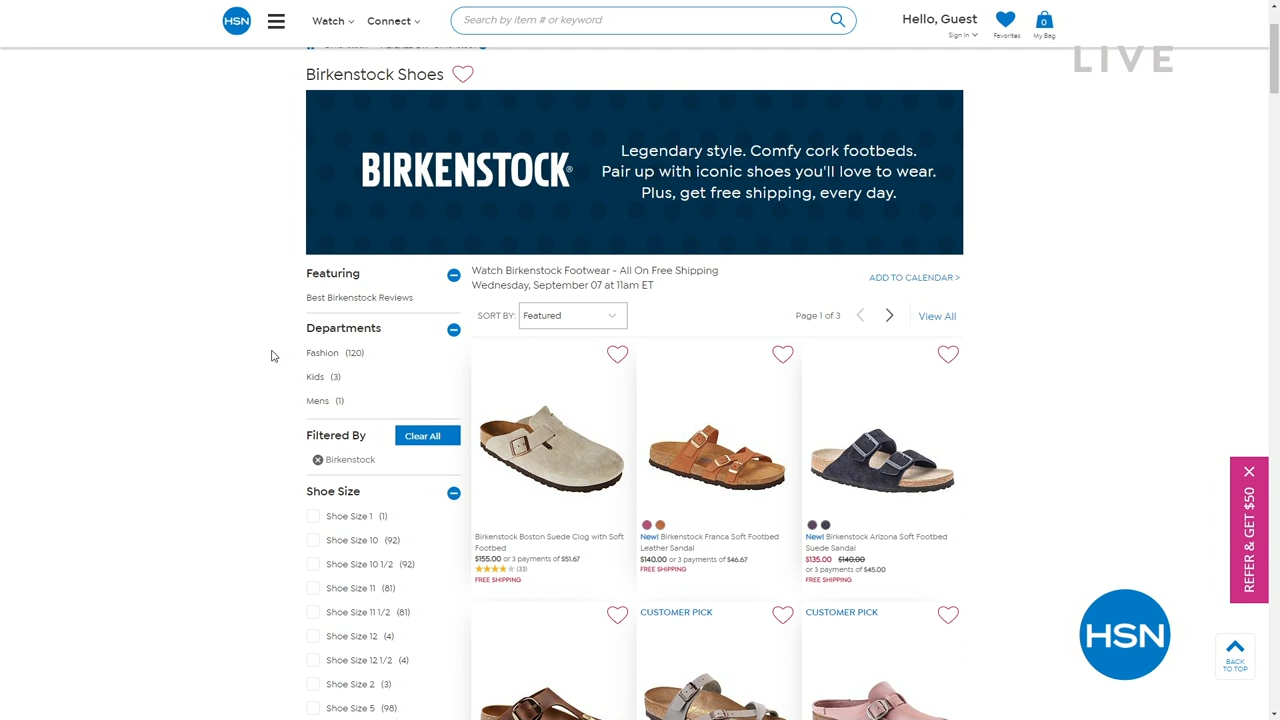 HSN
Watch
Connect
Search by item # or keyword
Hello, Guest
Sign In
Favorites
0
My Bag
LIVE
Birkenstock Shoes
BIRKENSTOCK®
Legendary style. Comfy cork footbeds.
Pair up with iconic shoes you'll love to wear.
Plus, get free shipping, every day.
Featuring
Best Birkenstock Reviews
Departments
Fashion (120)
Kids (3)
Mens (1)
Filtered By
Clear All
Birkenstock
Shoe Size
Shoe Size 1 (1)
Shoe Size 10 (92)
Shoe Size 10 1/2 (92)
Shoe Size 11 (81)
Shoe Size 11 1/2 (81)
Shoe Size 12 (4)
Shoe Size 12 1/2 (4)
Shoe Size 2 (3)
Shoe Size 5 (98)
Watch Birkenstock Footwear - All On Free Shipping
Wednesday, September 07 at 11am ET
ADD TO CALENDAR >
SORT BY:
Featured
Page 1 of 3
View All
Birkenstock Boston Suede Clog with Soft
Footbed
$155.00 or 3 payments of $51.67
(33)
FREE SHIPPING
New! Birkenstock Franca Soft Footbed
Leather Sandal
$140.00 or 3 payments of $46.67
FREE SHIPPING
New! Birkenstock Arizona Soft Footbed
Suede Sandal
$135.00 $140.00
or 3 payments of $45.00
FREE SHIPPING
CUSTOMER PICK
CUSTOMER PICK
REFER & GET $50
HSN
BACK
TO TOP